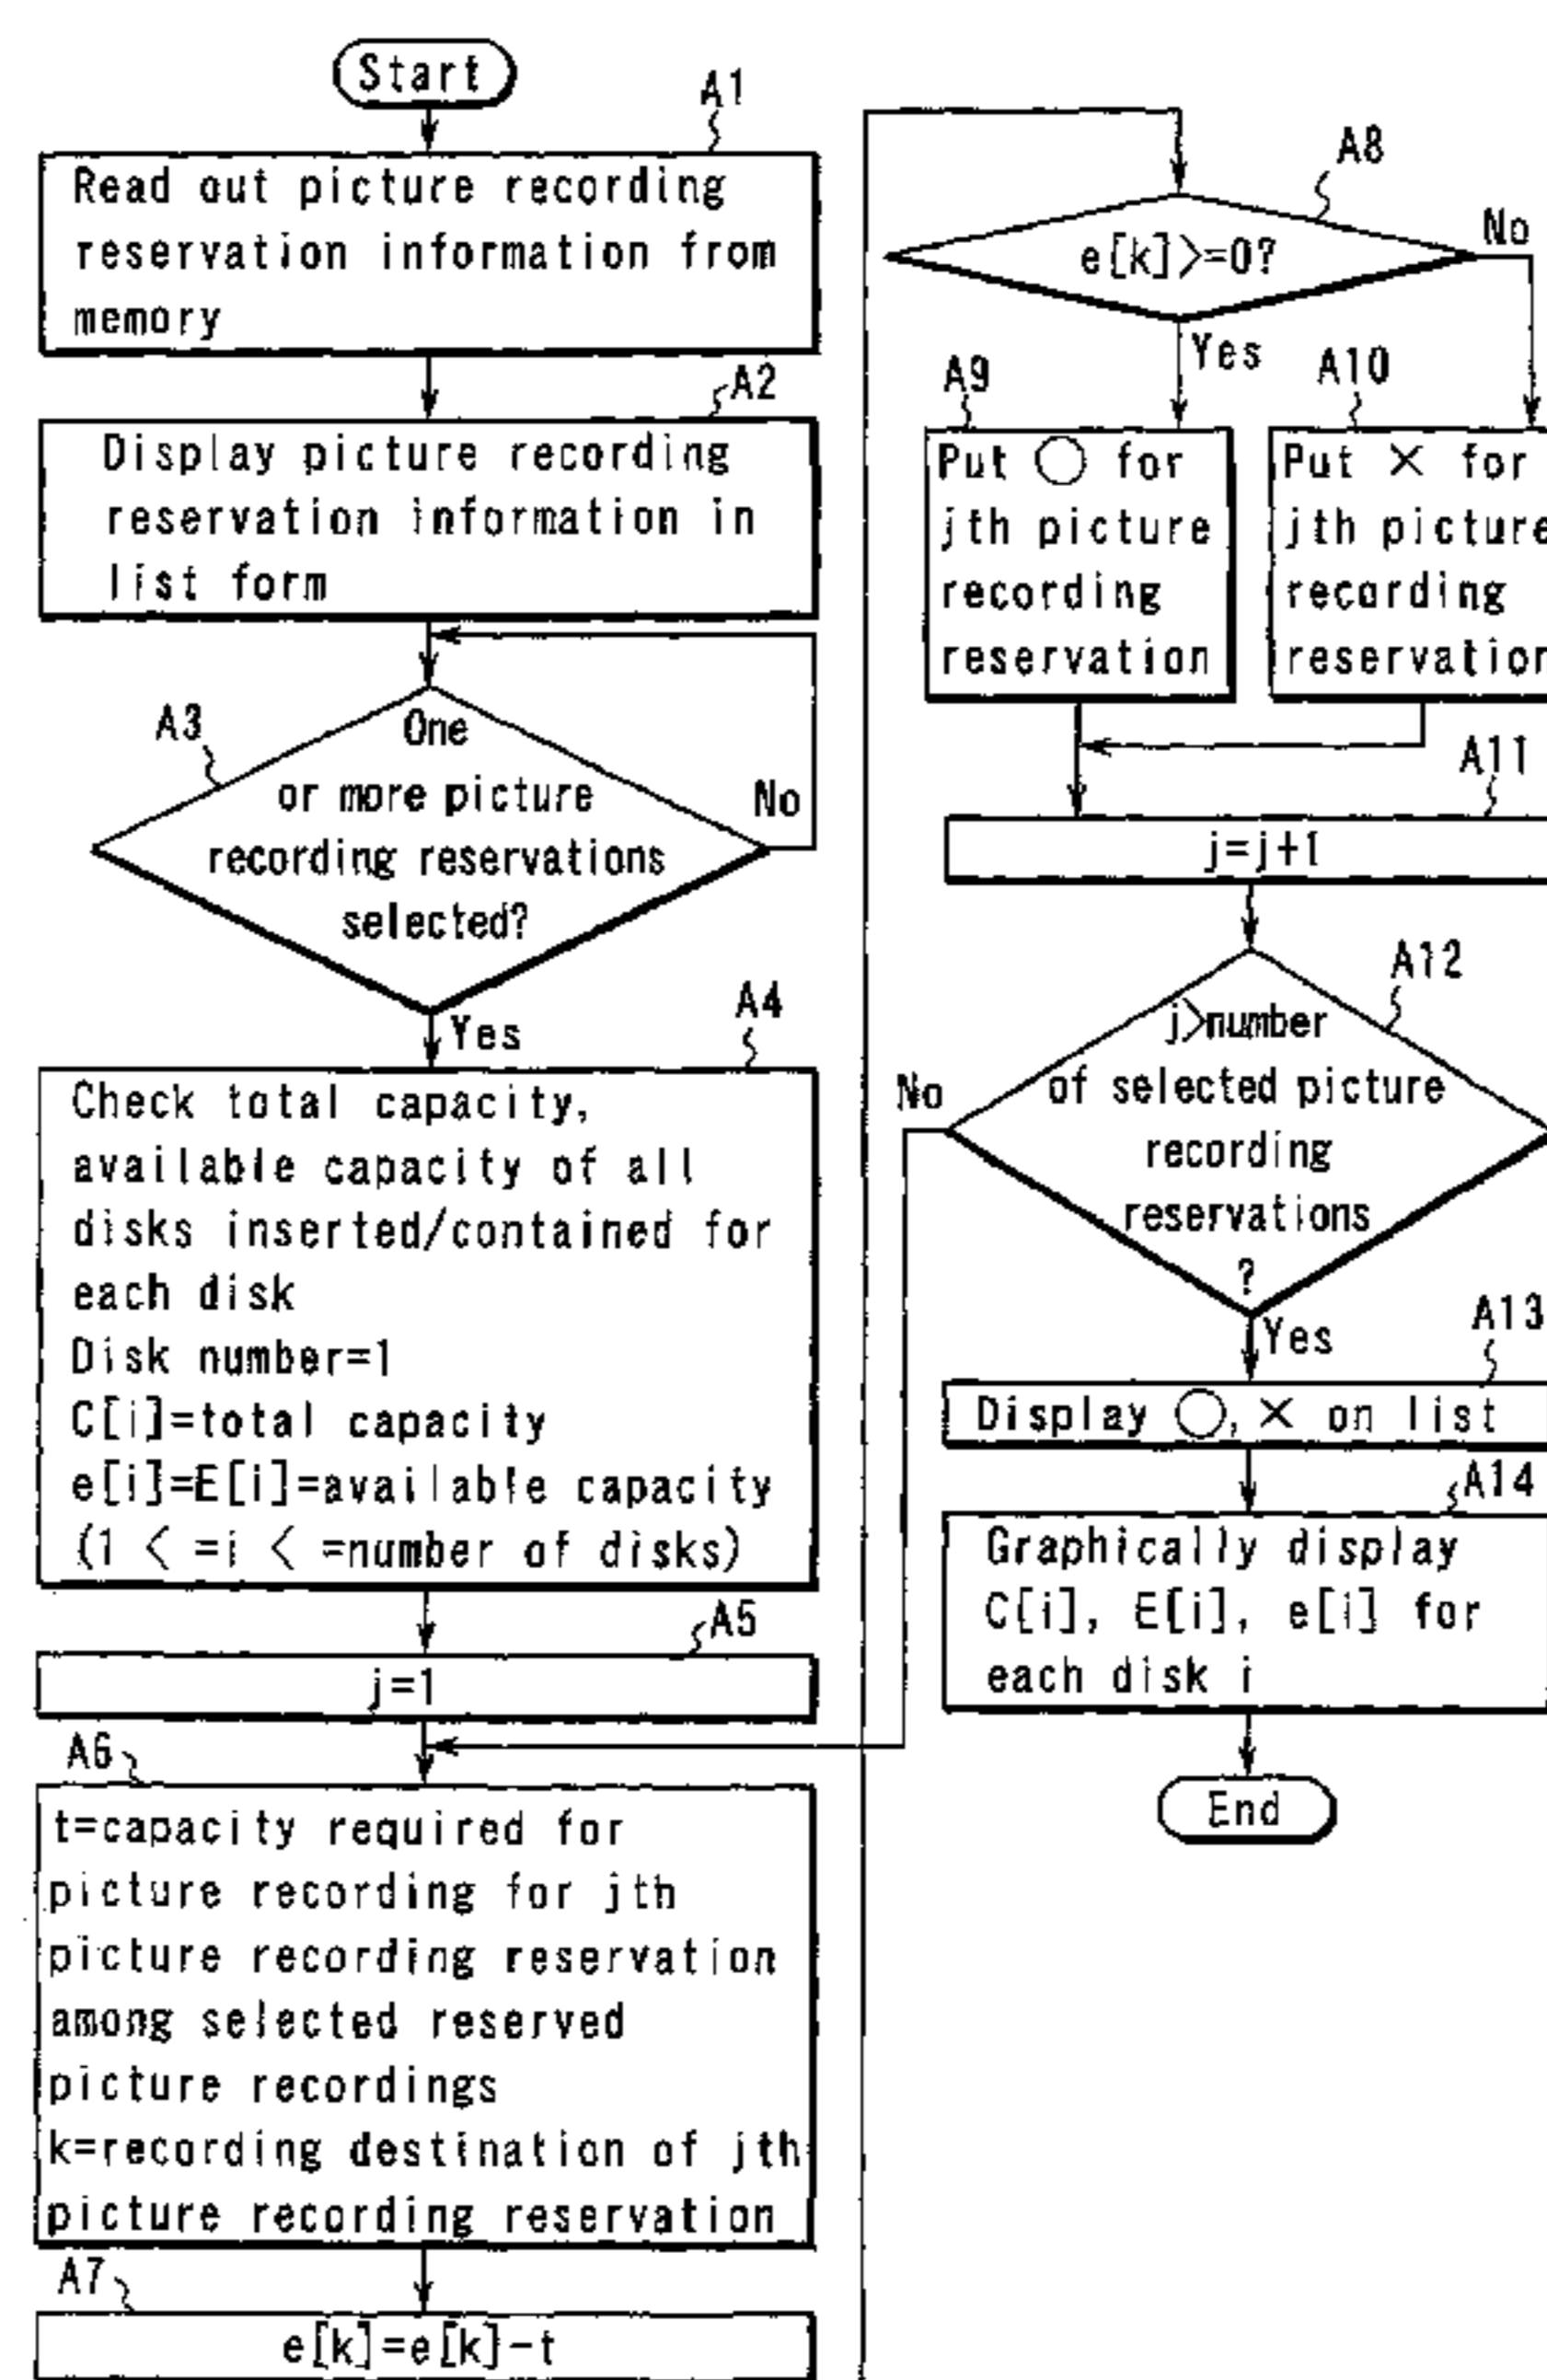 Start
A1
Read out picture recording
reservation information from
memory
A2
Display picture recording
reservation information in
list form
A3
One
or more picture
recording reservations
selected?
No
Yes
A4
Check total capacity,
available capacity of all
disks inserted/contained for
each disk
Disk number=1
C[i]=total capacity
e[i]=E[i]=available capacity
(1 < =i < =number of disks)
A5
j=1
A6
t=capacity required for
picture recording for jth
picture recording reservation
among selected reserved
picture recordings
k=recording destination of jth
picture recording reservation
A7
e[k]=e[k]-t
A8
e[k]>=0?
No
Yes
A9
Put ○ for
jth picture
recording
reservation
A10
Put × for
jth picture
recording
reservation
A11
j=j+1
A12
j>number
of selected picture
recording
reservations
?
No
Yes
A13
Display ○, × on list
A14
Graphically display
C[i], E[i], e[i] for
each disk i
End